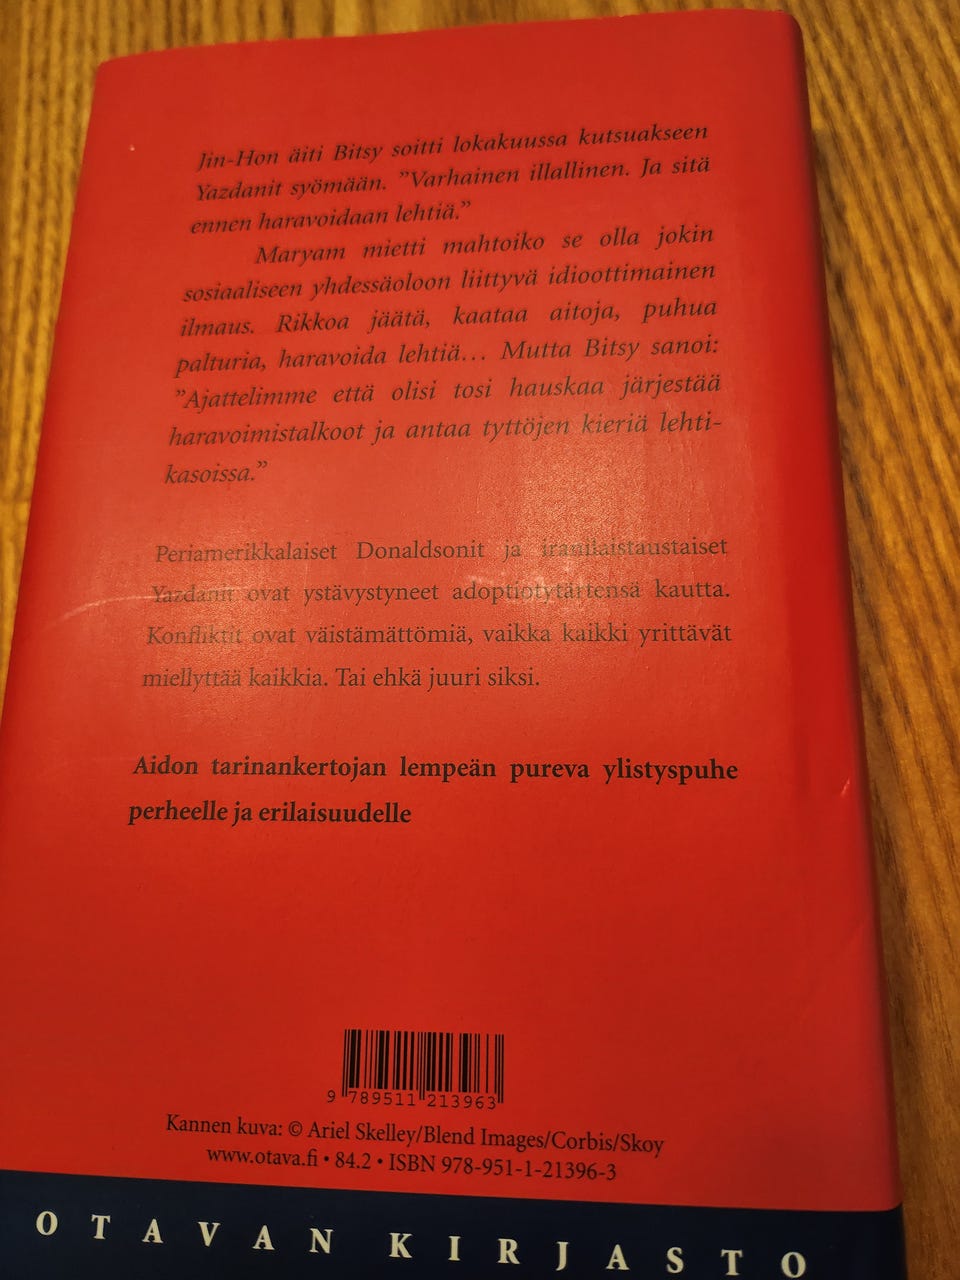 Jin-Hon äiti Bitsy soitti lokakuussa kutsuakseen
Yazdanit syömään. ”Varhainen illallinen. Ja sitä
ennen haravoidaan lehtiä.”
Maryam mietti mahtoiko se olla jokin
sosiaaliseen yhdessäoloon liittyvä idioottimainen
ilmaus. Rikkoa jäätä, kaataa aitoja, puhua
palturia, haravoida lehtiä… Mutta Bitsy sanoi:
”Ajattelimme että olisi tosi hauskaa järjestää
haravoimistalkoot ja antaa tyttöjen kieriä lehti-
kasoissa.”
Periamerikkalaiset Donaldsonit ja iranilaistaustaiset
Yazdanit ovat ystävystyneet adoptiotytärtensä kautta.
Konfliktit ovat väistämättömiä, vaikka kaikki yrittävät
miellyttää kaikkia. Tai ehkä juuri siksi.
Aidon tarinankertojan lempeän pureva ylistyspuhe
perheelle ja erilaisuudelle
9 789511 213963
Kannen kuva: © Ariel Skelley/Blend Images/Corbis/Skoy
www.otava.fi • 84.2 • ISBN 978-951-1-21396-3
OTAVAN KIRJASTO